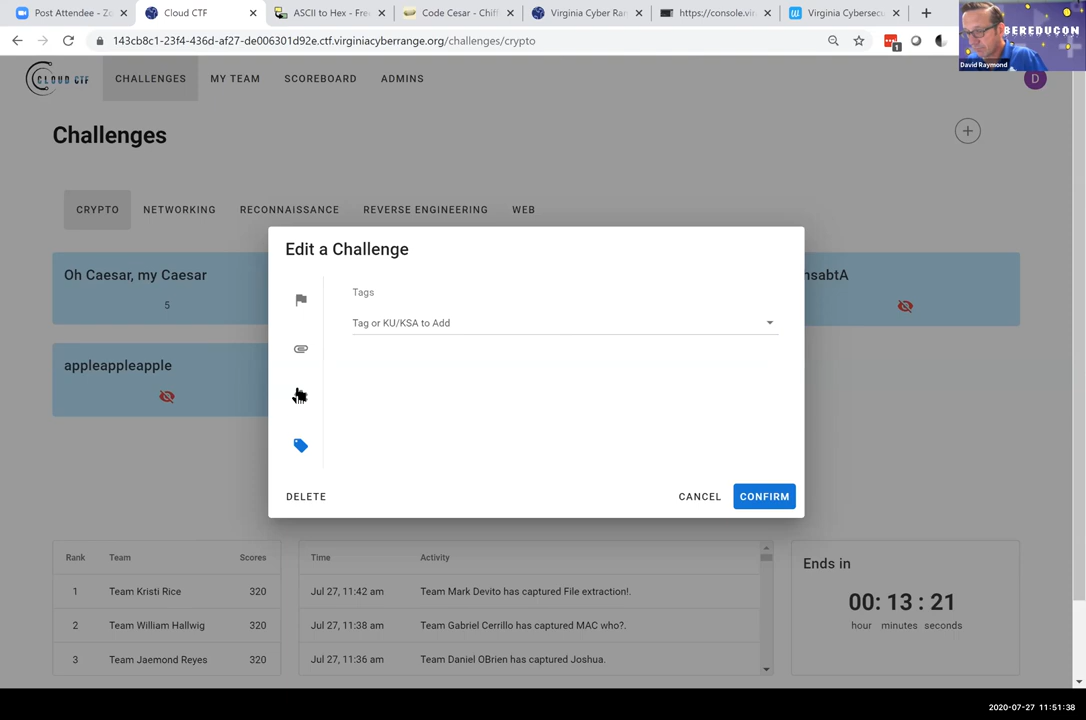 Post Attendee - Zo
Cloud CTF
ASCII to Hex - Fre
Code Cesar - Chiff
Virginia Cyber Ran
https://console.vir
Virginia Cybersecu
143cb8c1-23f4-436d-af27-de006301d92e.ctf.virginiacyberrange.org/challenges/crypto
1
BEREDUCON
David Raymond
CLOUD CTF
CHALLENGES
MY TEAM
SCOREBOARD
ADMINS
D
Challenges
CRYPTO
NETWORKING
RECONNAISSANCE
REVERSE ENGINEERING
WEB
Oh Caesar, my Caesar
5
nsabtA
appleappleapple
Edit a Challenge
Tags
Tag or KU/KSA to Add
DELETE
CANCEL
CONFIRM
Rank Team Scores
1 Team Kristi Rice 320
2 Team William Hallwig 320
3 Team Jaemond Reyes 320
Time Activity
Jul 27, 11:42 am Team Mark Devito has captured File extraction!.
Jul 27, 11:38 am Team Gabriel Cerrillo has captured MAC who?.
Jul 27, 11:36 am Team Daniel OBrien has captured Joshua.
Ends in
00: 13 : 21
hour minutes seconds
2020-07-27 11:51:38